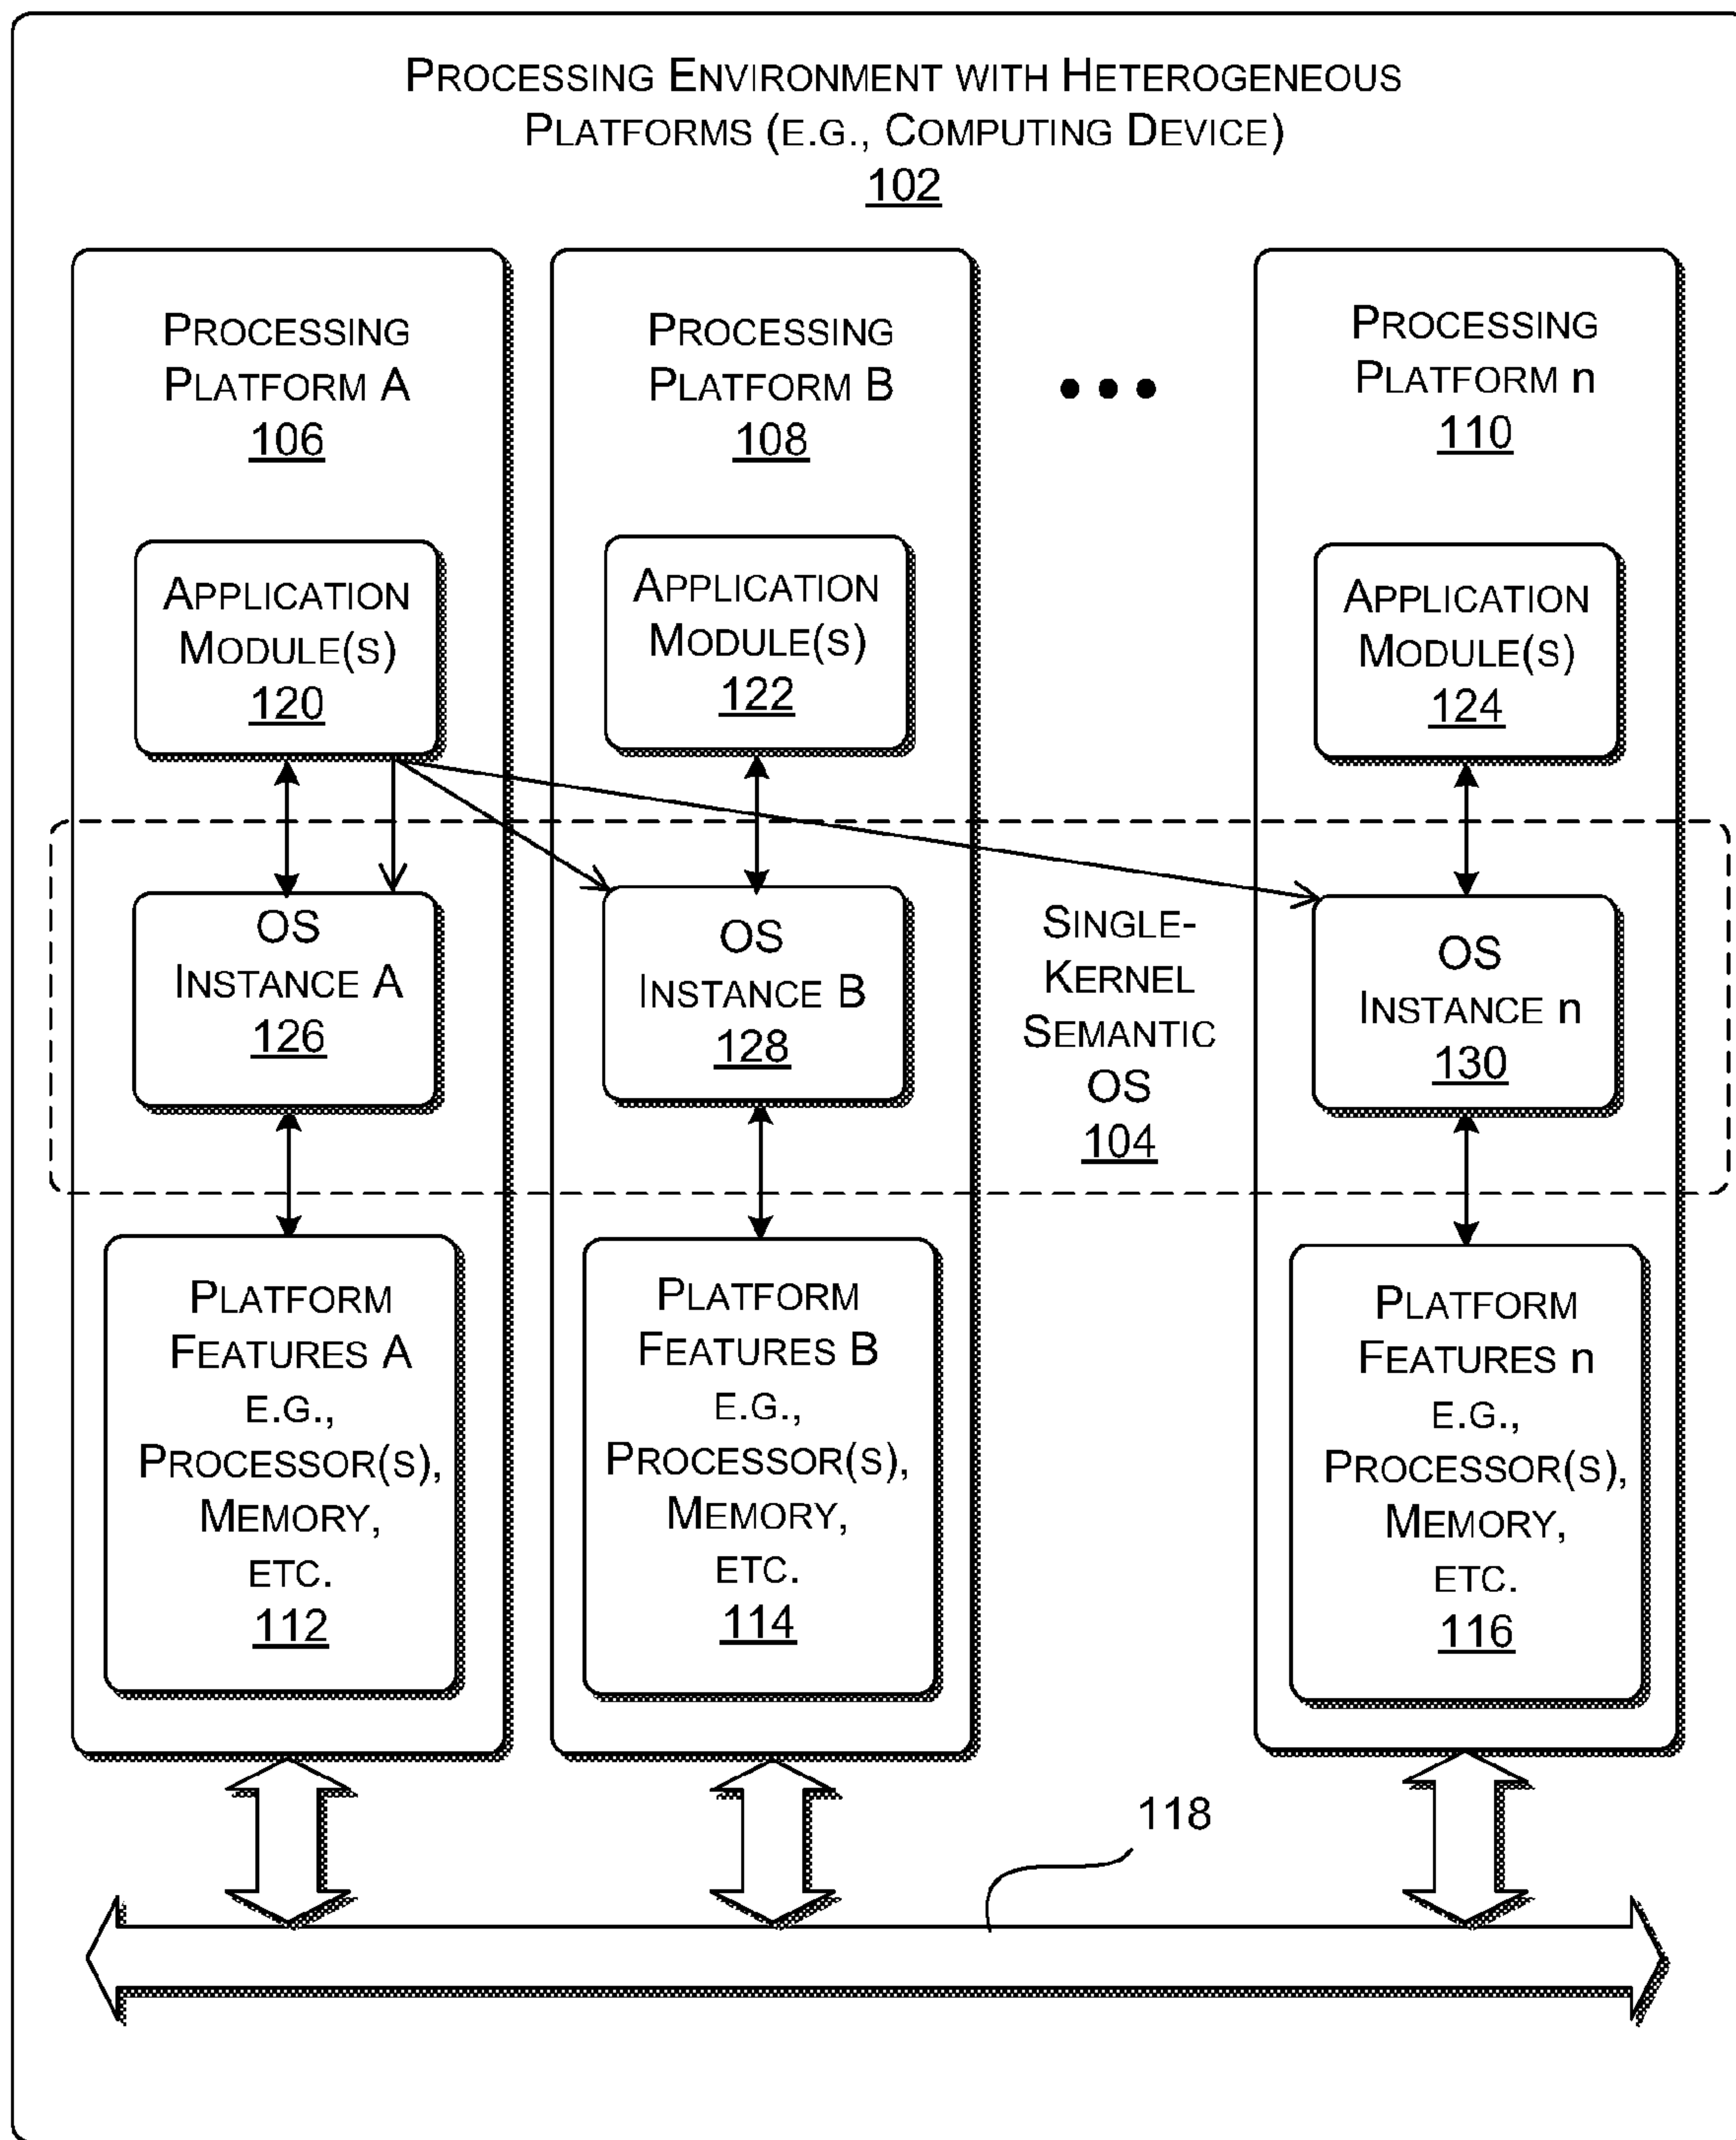 PROCESSING ENVIRONMENT WITH HETEROGENEOUS
PLATFORMS (E.G., COMPUTING DEVICE)
102
PROCESSING
PLATFORM A
106
APPLICATION
MODULE(S)
120
OS
INSTANCE A
126
PLATFORM
FEATURES A
E.G.,
PROCESSOR(S),
MEMORY,
ETC.
112
PROCESSING
PLATFORM B
108
APPLICATION
MODULE(S)
122
OS
INSTANCE B
128
PLATFORM
FEATURES B
E.G.,
PROCESSOR(S),
MEMORY,
ETC.
114
SINGLE-
KERNEL
SEMANTIC
OS
104
PROCESSING
PLATFORM n
110
APPLICATION
MODULE(S)
124
OS
INSTANCE n
130
PLATFORM
FEATURES n
E.G.,
PROCESSOR(S),
MEMORY,
ETC.
116
118